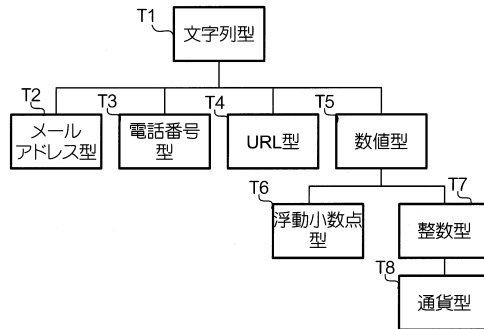 T1
文字列型
T2
メール
アドレス型
T3
電話番号
型
T4
URL型
T5
数値型
T6
浮動小数点
型
T7
整数型
T8
通貨型